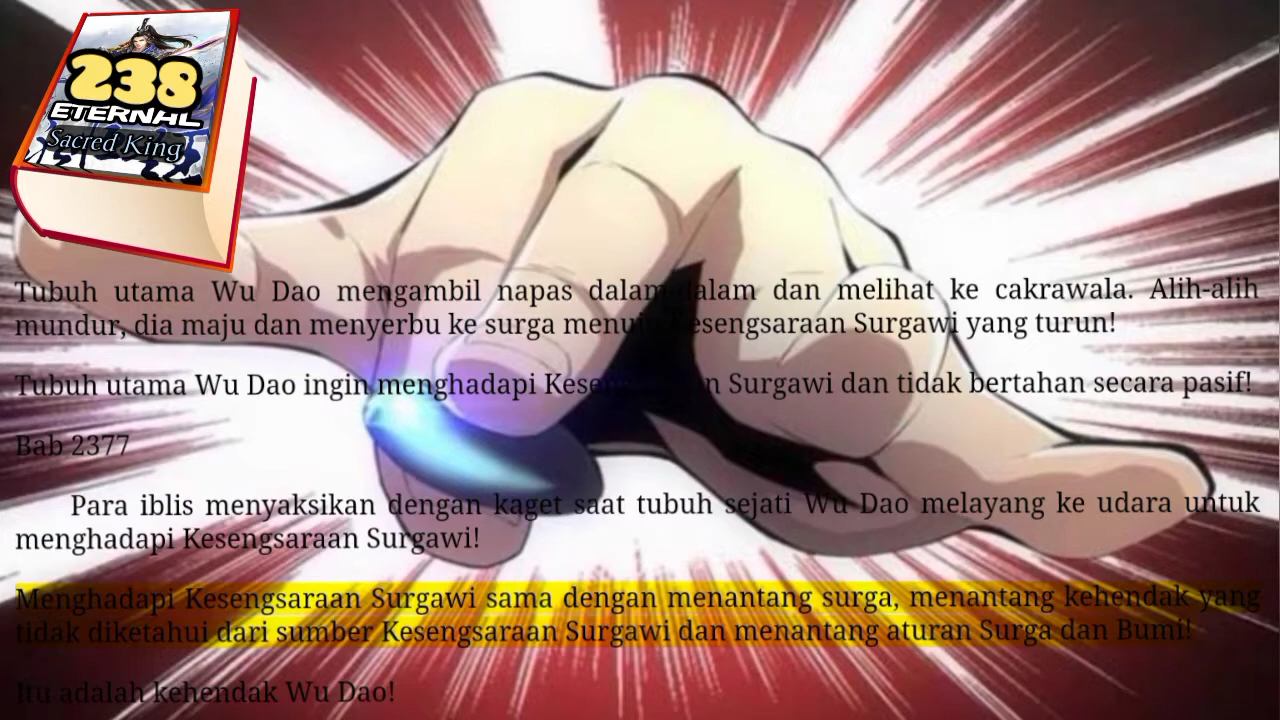 238
ETERNAL
Sacred King
Tubuh utama Wu Dao mengambil napas dalam-dalam dan melihat ke cakrawala. Alih-alih
mundur, dia maju dan menyerbu ke surga menuju Kesengsaraan Surgawi yang turun!
Tubuh utama Wu Dao ingin menghadapi Kesengsaraan Surgawi dan tidak bertahan secara pasif!
Bab 2377
Para iblis menyaksikan dengan kaget saat tubuh sejati Wu Dao melayang ke udara untuk
menghadapi Kesengsaraan Surgawi!
Menghadapi Kesengsaraan Surgawi sama dengan menantang surga, menantang kehendak yang
tidak diketahui dari sumber Kesengsaraan Surgawi dan menantang aturan Surga dan Bumi!
Itu adalah kehendak Wu Dao!